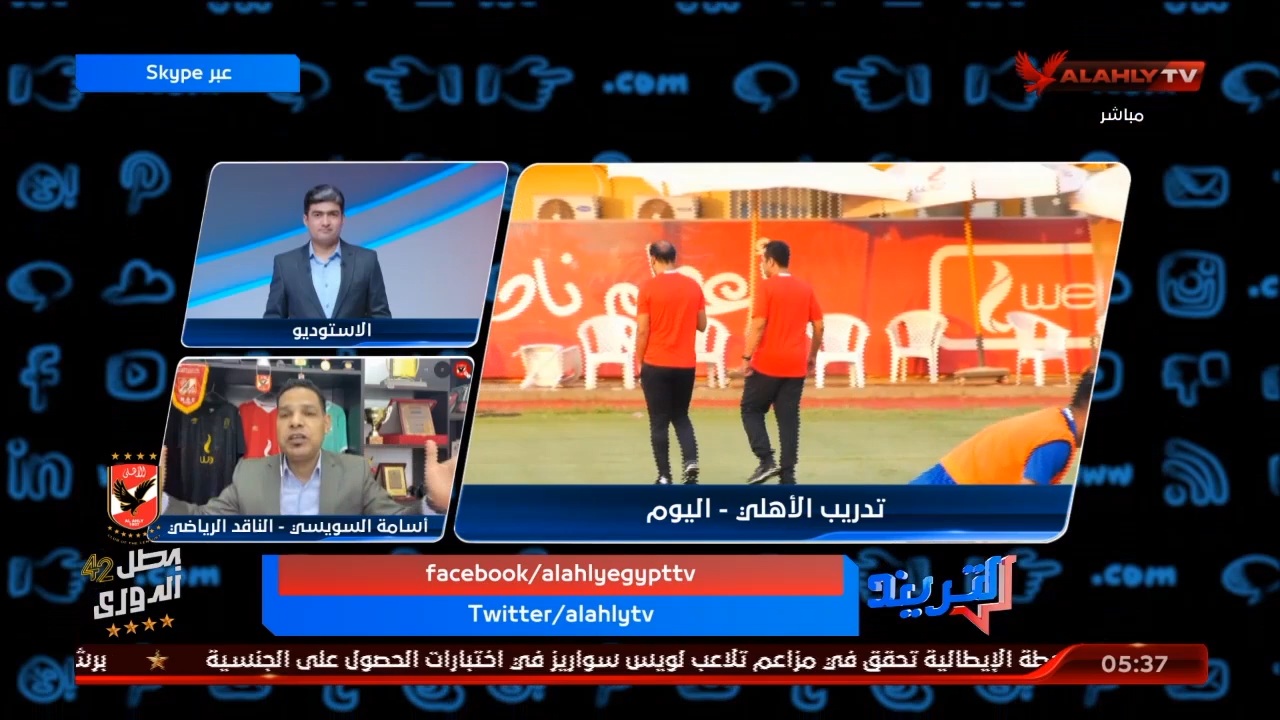 عبر Skype
ALAHLY TV
مباشر
الاستوديو
أسامة السويسي - الناقد الرياضي
تدريب الأهلي - اليوم
بطل
42
الدوري
facebook/alahlyegypttv
Twitter/alahlytv
التريند
الإيطالية تحقق في مزاعم تلاعب لويس سواريز في اختبارات الحصول على الجنسية
05:37